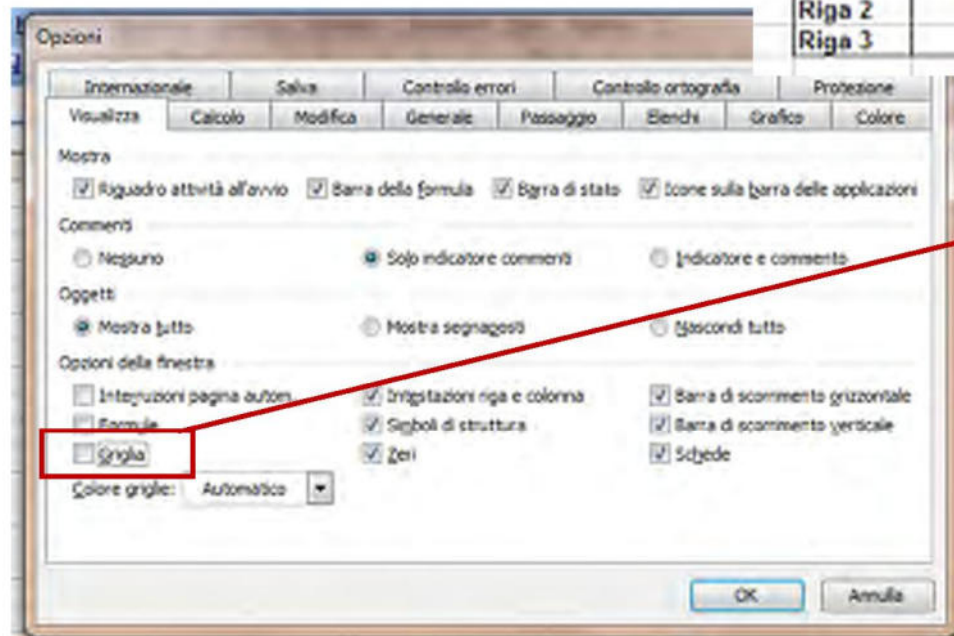 Riga 2
Riga 3
Opzioni
Internazionale Salva Controllo errori Controllo ortografia Protezione
Visualizza Calcolo Modifica Generale Passaggio Elenchi Grafico Colore
Mostra
Riquadro attività all'avvio Barra della formula Barra di stato Icone sulla barra delle applicazioni
Commenti
Nessuno Solo indicatore commenti Indicatore e commento
Oggetti
Mostra tutto Mostra segnaposti Nascondi tutto
Opzioni della finestra
Interruzioni pagina autom. Intestazioni riga e colonna Barra di scorrimento orizzontale
Formule Simboli di struttura Barra di scorrimento verticale
Griglia Zeri Schede
Colore griglie: Automatico
OK Annulla